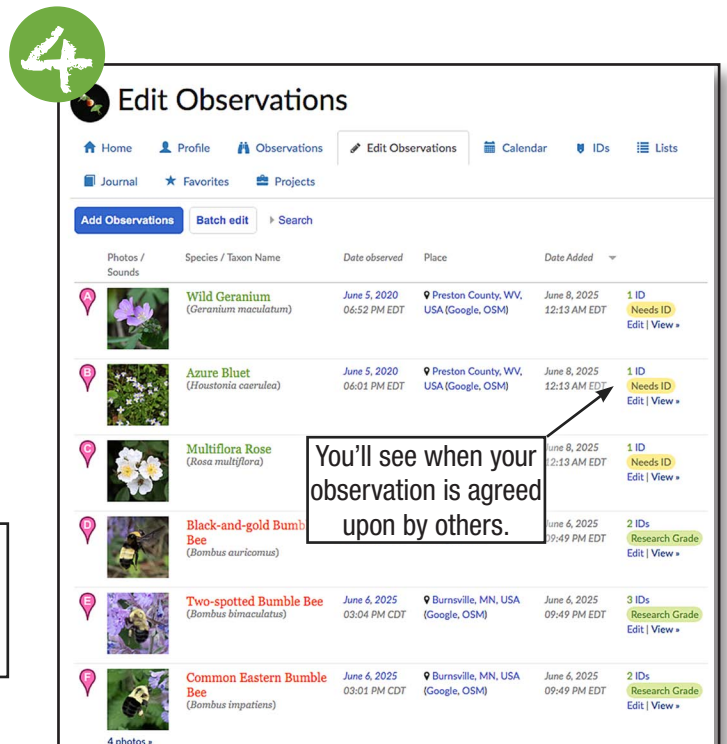 4
Edit Observations
Home Profile Observations Edit Observations Calendar IDs Lists
Journal Favorites Projects
Add Observations Batch edit Search
Photos / Sounds Species / Taxon Name Date observed Place Date Added
A
Wild Geranium
(Geranium maculatum)
June 5, 2020
06:52 PM EDT
Preston County, WV,
USA (Google, OSM)
June 8, 2025
12:13 AM EDT
1 ID
Needs ID
Edit | View »
B
Azure Bluet
(Houstonia caerulea)
June 5, 2020
06:01 PM EDT
Preston County, WV,
USA (Google, OSM)
June 8, 2025
12:13 AM EDT
1 ID
Needs ID
Edit | View »
C
Multiflora Rose
(Rosa multiflora)
June 8, 2025
12:13 AM EDT
1 ID
Needs ID
Edit | View »
You'll see when your
observation is agreed
upon by others.
D
Black-and-gold Bumb
Bee
(Bombus auricomus)
June 6, 2025
09:49 PM EDT
2 IDs
Research Grade
Edit | View »
E
Two-spotted Bumble Bee
(Bombus bimaculatus)
June 6, 2025
03:04 PM CDT
Burnsville, MN, USA
(Google, OSM)
June 6, 2025
09:49 PM EDT
3 IDs
Research Grade
Edit | View »
F
Common Eastern Bumble
Bee
(Bombus impatiens)
June 6, 2025
03:01 PM CDT
Burnsville, MN, USA
(Google, OSM)
June 6, 2025
09:49 PM EDT
2 IDs
Research Grade
Edit | View »
4 photos »